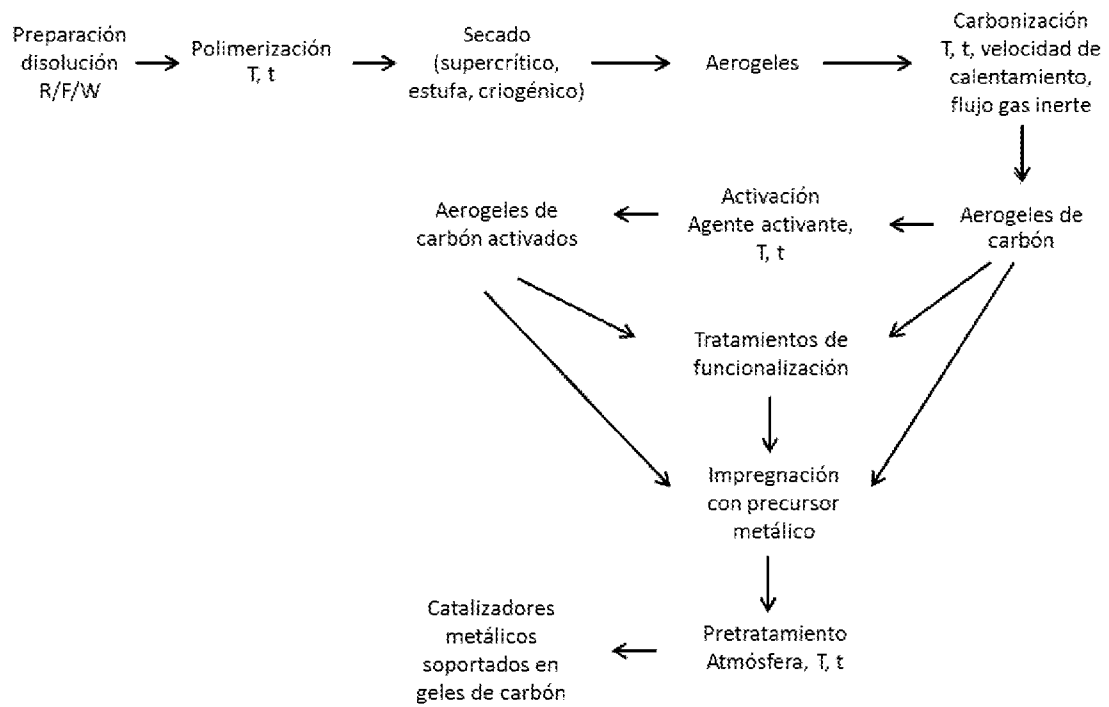 Preparación
disolución
R/F/W
Polimerización
T, t
Secado
(supercrítico,
estufa, criogénico)
Aerogeles
Carbonización
T, t, velocidad de
calentamiento,
flujo gas inerte
Aerogeles de
carbón activados
Activación
Agente activante,
T, t
Aerogeles de
carbón
Tratamientos de
funcionalización
Impregnación
con precursor
metálico
Catalizadores
metálicos
soportados en
geles de carbón
Pretratamiento
Atmósfera, T, t